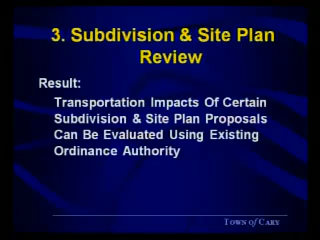 3. Subdivision & Site Plan
Review
Result:
Transportation Impacts Of Certain
Subdivision & Site Plan Proposals
Can Be Evaluated Using Existing
Ordinance Authority
TOWN of CARY